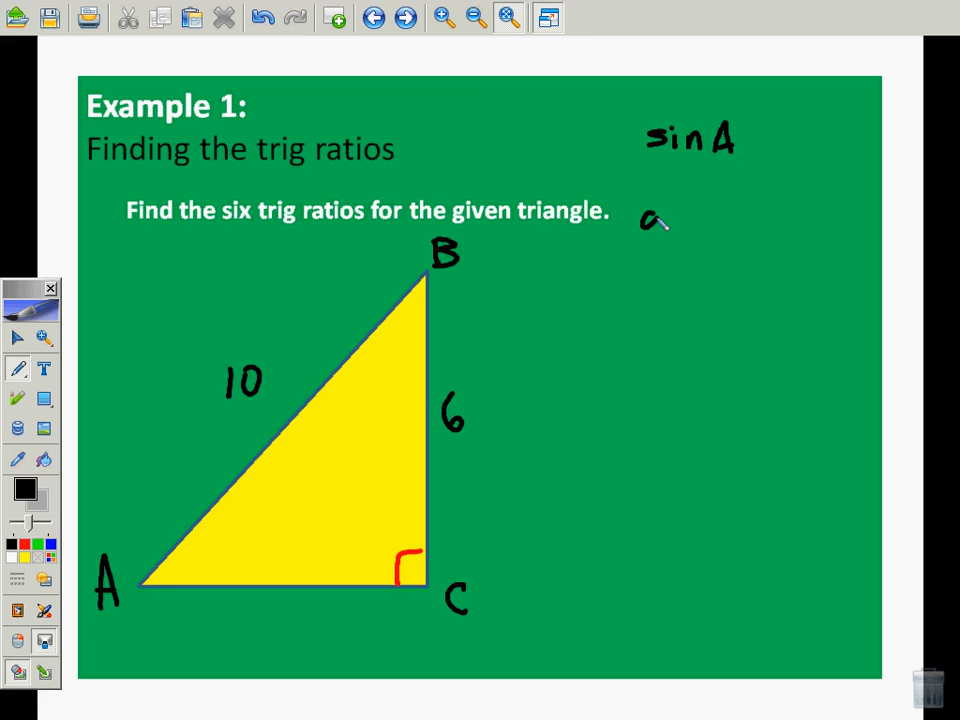 Example 1:
sin A
Finding the trig ratios
Find the six trig ratios for the given triangle.
B
10
6
A
C
T